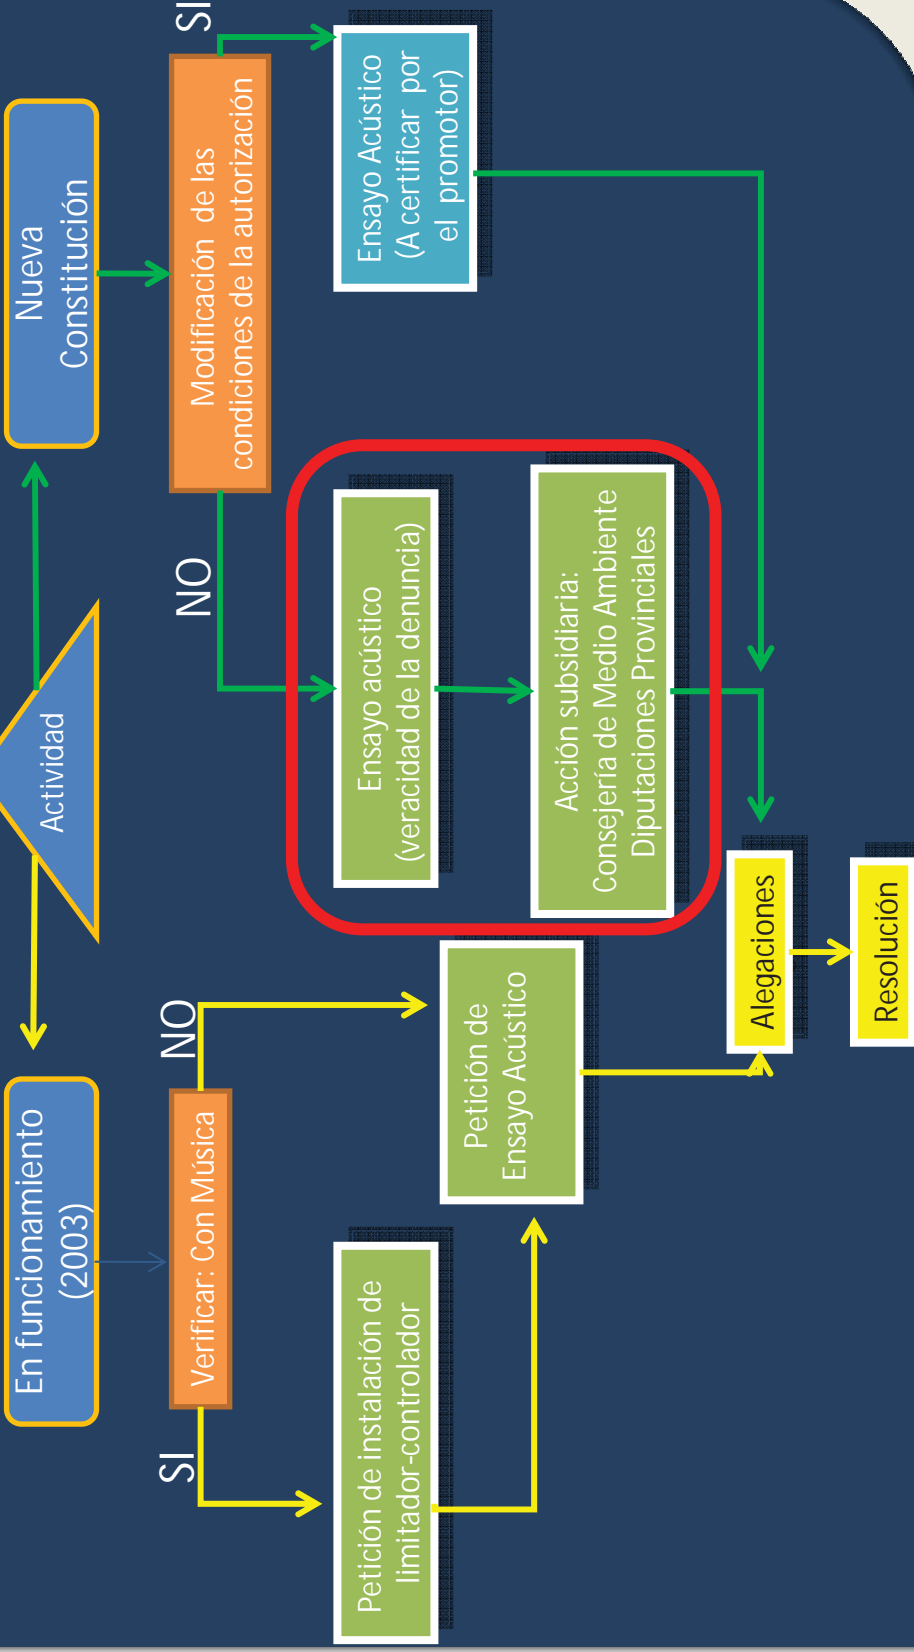 Actividad
En funcionamiento
(2003)
Nueva
Constitución
Verificar: Con Música
Modificación de las
condiciones de la autorización
SI
NO
NO
SI
Petición de instalación de
limitador-controlador
Ensayo acústico
(veracidad de la denuncia)
Ensayo Acústico
(A certificar por
el promotor)
Petición de
Ensayo Acústico
Acción subsidiaria:
Consejería de Medio Ambiente
Diputaciones Provinciales
Alegaciones
Resolución